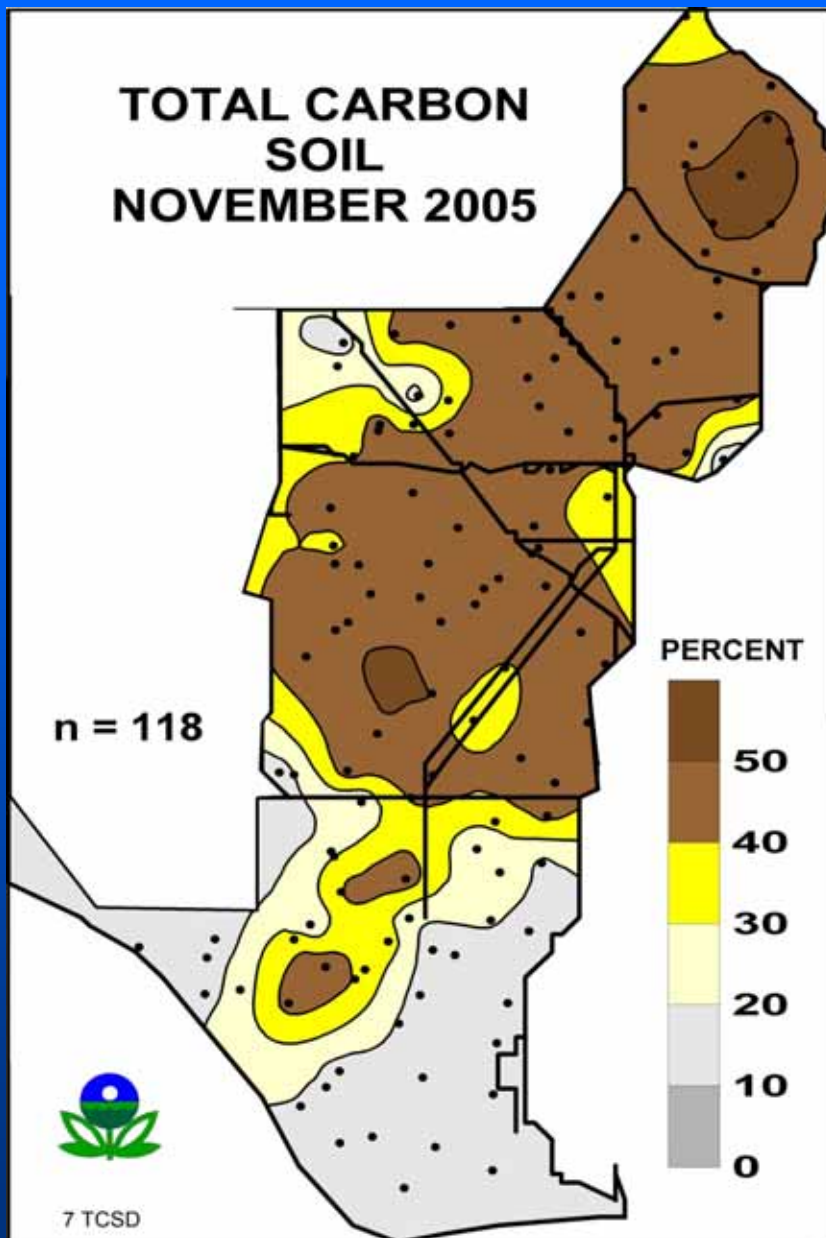 TOTAL CARBON
SOIL
NOVEMBER 2005
n = 118
PERCENT
50
40
30
20
10
0
7 TCSD